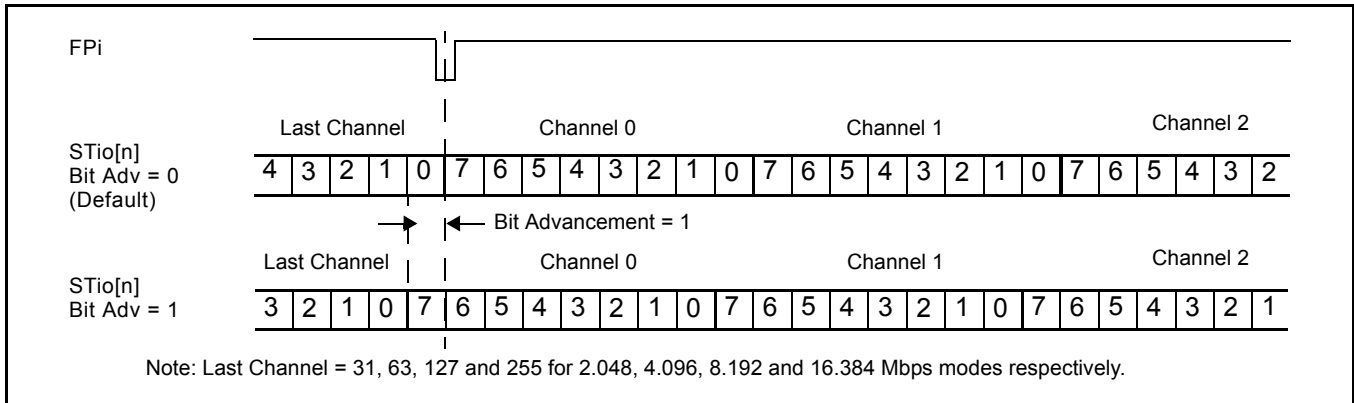 FPi
Last Channel Channel 0 Channel 1 Channel 2
STio[n]
Bit Adv = 0
(Default)
4 3 2 1 0 7 6 5 4 3 2 1 0 7 6 5 4 3 2 1 0 7 6 5 4 3 2
Bit Advancement = 1
Last Channel Channel 0 Channel 1 Channel 2
STio[n]
Bit Adv = 1
3 2 1 0 7 6 5 4 3 2 1 0 7 6 5 4 3 2 1 0 7 6 5 4 3 2 1
Note: Last Channel = 31, 63, 127 and 255 for 2.048, 4.096, 8.192 and 16.384 Mbps modes respectively.